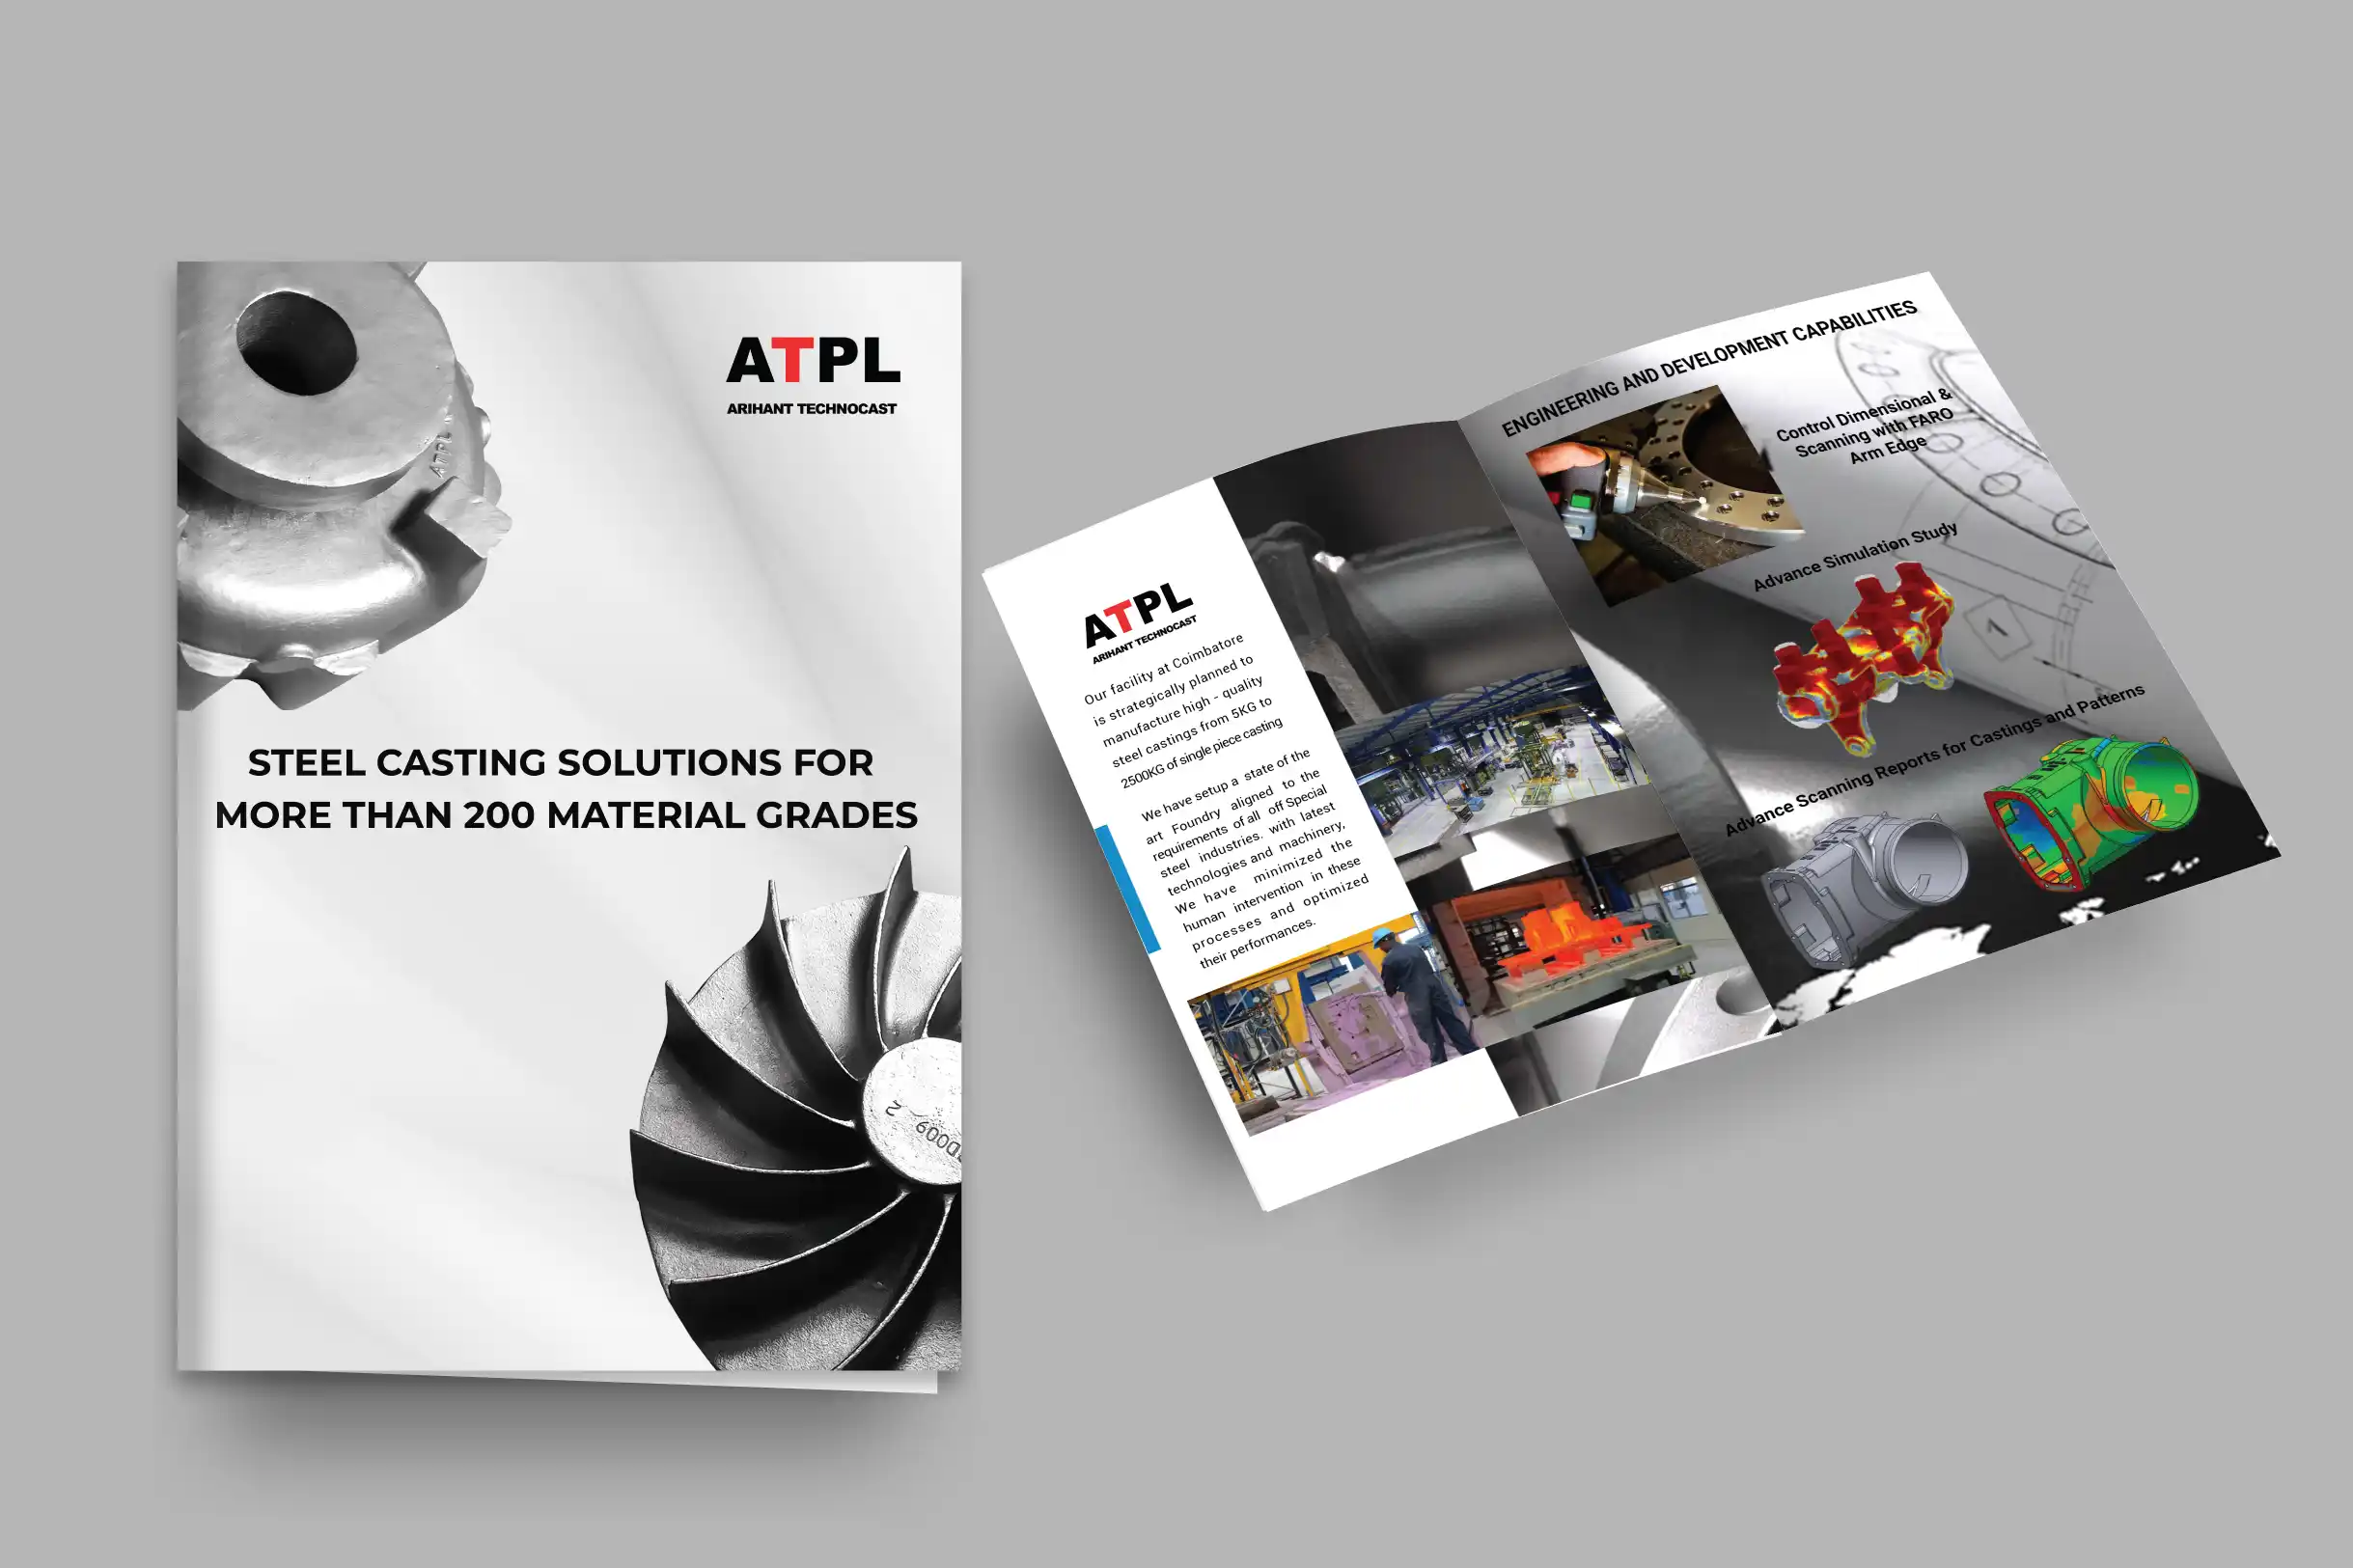 ATPL
ATPL
ARIHANT TECHNOCAST
STEEL CASTING SOLUTIONS FOR
MORE THAN 200 MATERIAL GRADES
2
600D
ATPL
ARIHANT TECHNOCAST
Our facility at Coimbatore
is strategically planned to
manufacture high - quality
steel castings from 5KG to
2500KG of single piece casting
We have setup a state of the
art Foundry aligned to the
requirements of all off Special
steel industries. with latest
technologies and machinery,
We have minimized the
human intervention in these
processes and optimized
their performances.
ENGINEERING AND DEVELOPMENT CAPABILITIES
Control Dimensional &
Scanning with FARO
Arm Edge
Advance Simulation Study
1
Advance Scanning Reports for Castings and Patterns